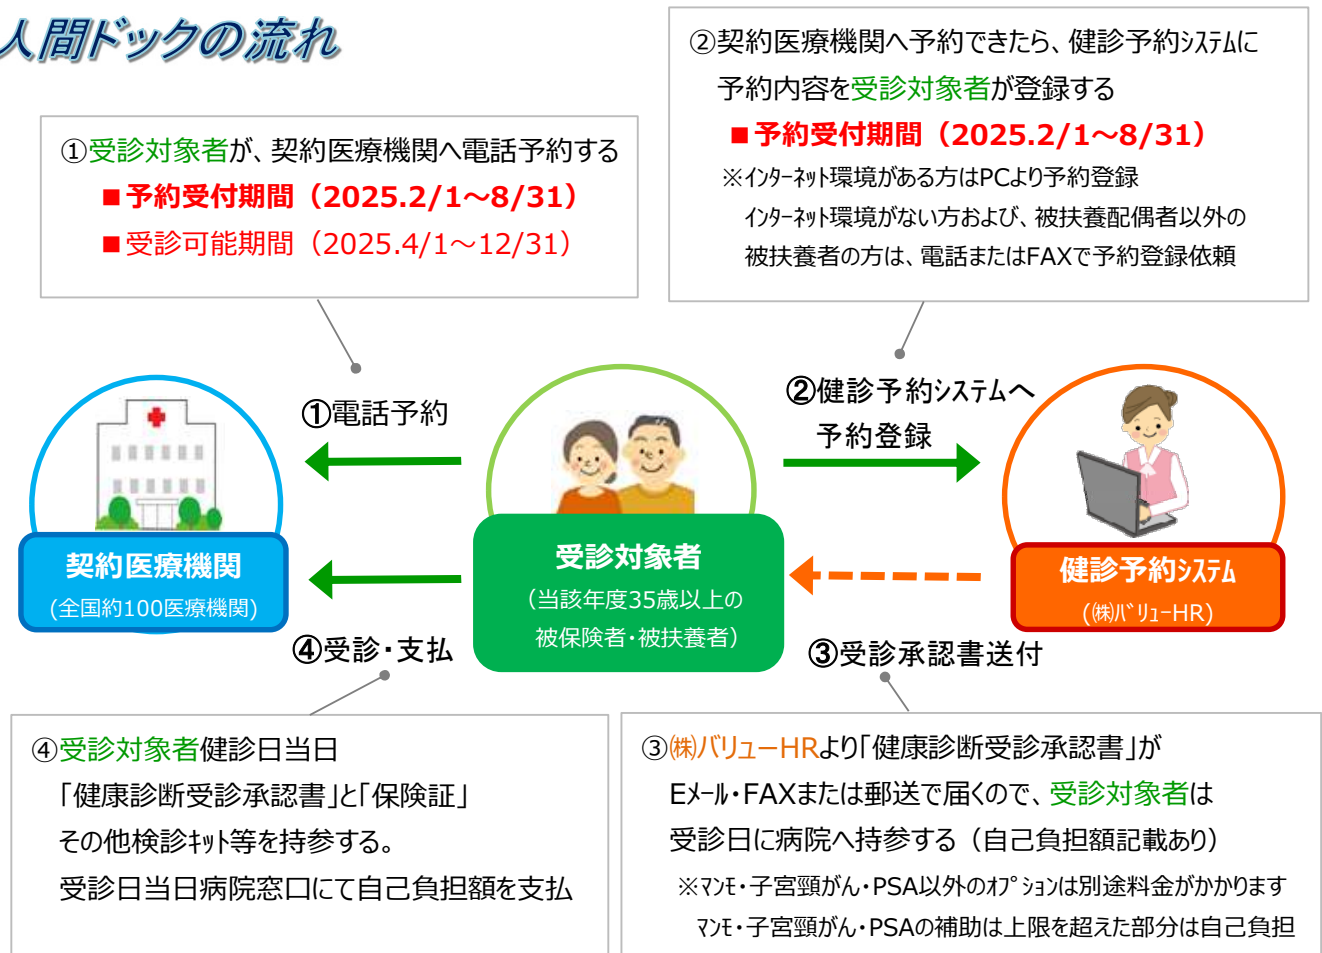 人間ドックの流れ
①受診対象者が、契約医療機関へ電話予約する
■予約受付期間（2025.2/1～8/31）
■受診可能期間（2025.4/1～12/31）
②契約医療機関へ予約できたら、健診予約ｼｽﾃﾑに
予約内容を受診対象者が登録する
■予約受付期間（2025.2/1～8/31）
※ｲﾝﾀｰﾈｯﾄ環境がある方はPCより予約登録
ｲﾝﾀｰﾈｯﾄ環境がない方および、被扶養配偶者以外の
被扶養者の方は、電話またはFAXで予約登録依頼
①電話予約
②健診予約ｼｽﾃﾑへ
予約登録
契約医療機関
(全国約100医療機関)
受診対象者
（当該年度35歳以上の
被保険者・被扶養者）
健診予約ｼｽﾃﾑ
(㈱ﾊﾞﾘｭｰHR)
④受診・支払
③受診承認書送付
④受診対象者健診日当日
「健康診断受診承認書」と「保険証」
その他検診ｷｯﾄ等を持参する。
受診日当日病院窓口にて自己負担額を支払
③㈱バリューHRより「健康診断受診承認書」が
Eﾒｰﾙ・FAXまたは郵送で届くので、受診対象者は
受診日に病院へ持参する（自己負担額記載あり）
※ﾏﾝﾓ・子宮頸がん・PSA以外のｵﾌﾟｼｮﾝは別途料金がかかります
ﾏﾝﾓ・子宮頸がん・PSAの補助は上限を超えた部分は自己負担